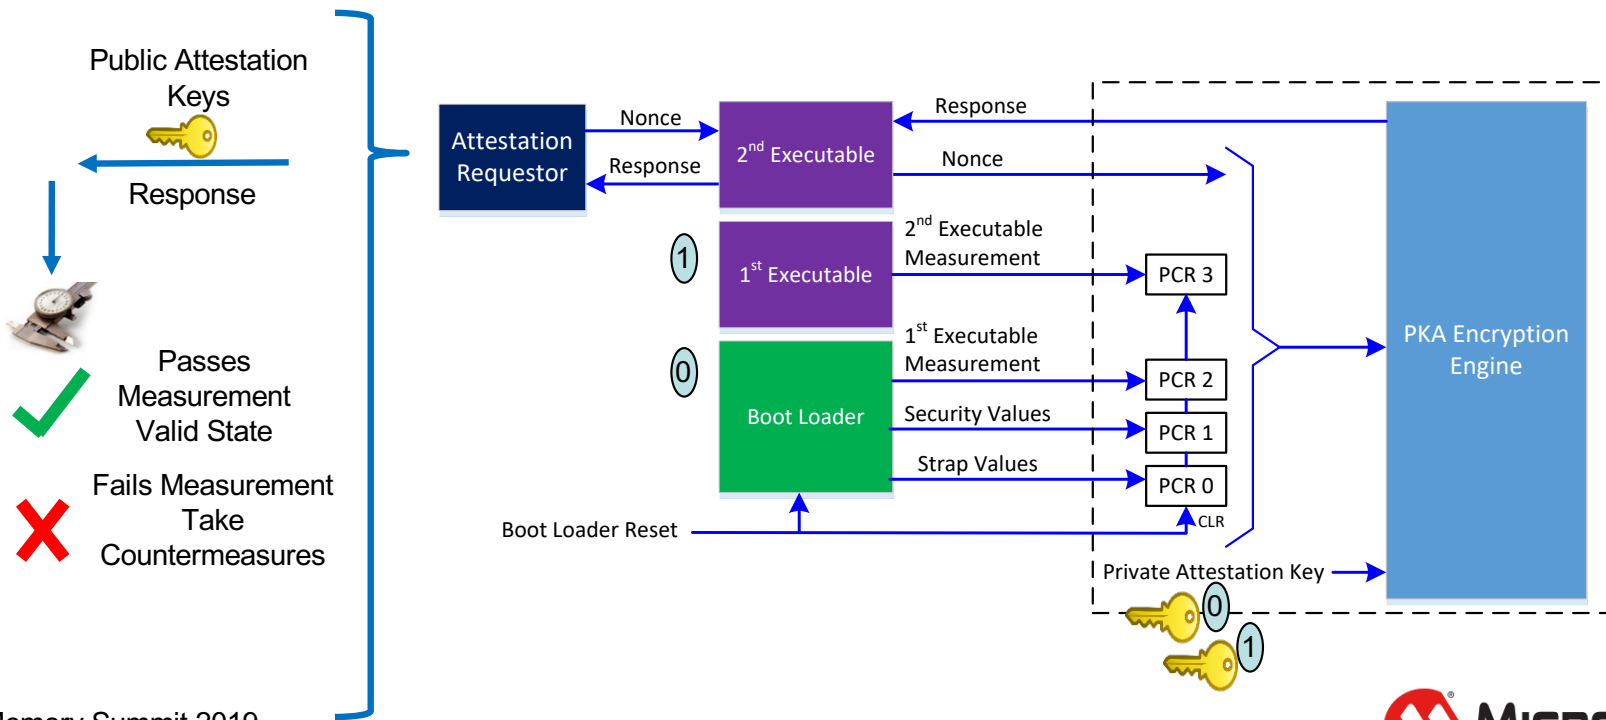 Public Attestation
Keys
Response
Passes
Measurement
Valid State
Fails Measurement
Take
Countermeasures
Attestation
Requestor
Nonce
Response
2nd Executable
1
1st Executable
0
Boot Loader
Boot Loader Reset
Response
Nonce
2nd Executable
Measurement
1st Executable
Measurement
Security Values
Strap Values
PCR 3
PCR 2
PCR 1
PCR 0
CLR
Private Attestation Key
0
1
PKA Encryption
Engine
Summit 2019
®